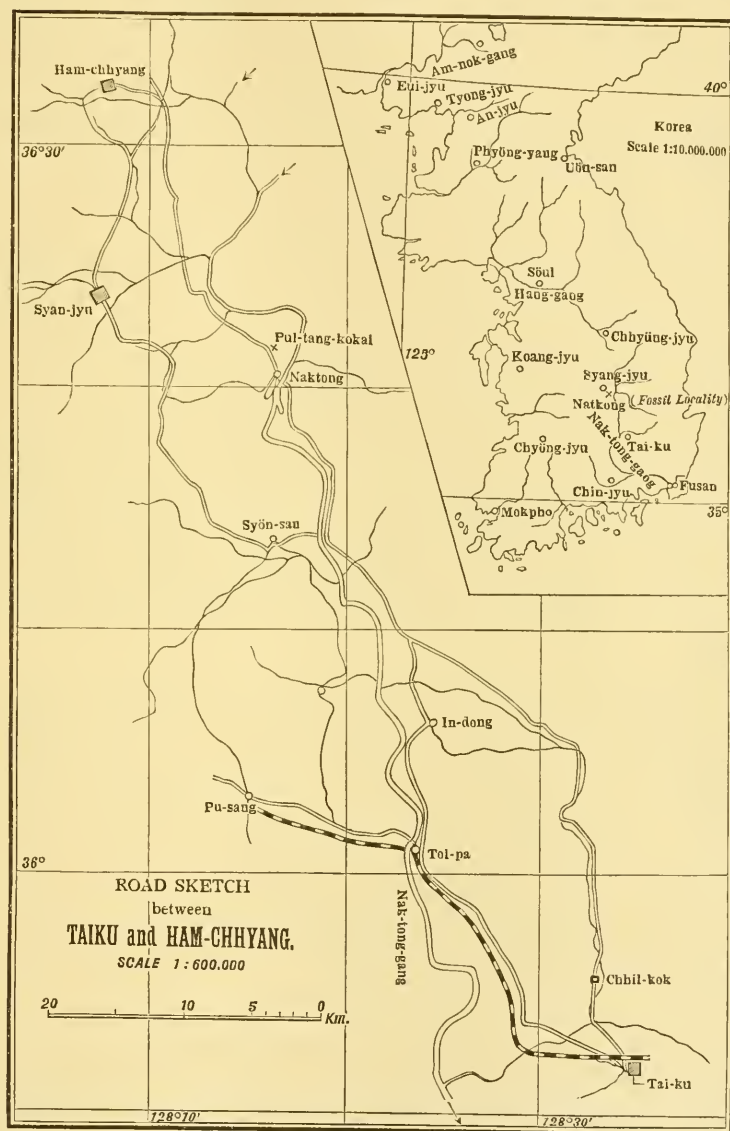 Ham-chhyang
36°30'
Syan-jyu
Pul-tang-kokai
Naktong
Syön-san
In-dong
Pu-sang
Tol-pa
36°
Nak-tong-gang
Chhil-kok
Tai-ku
128°10'
128°30'
ROAD SKETCH
between
TAIKU and HAM-CHHYANG.
SCALE 1:600.000
20 10 5 0
Km.
Am-nok-gang
40°
Eui-jyu
Tyong-jyu
An-jyu
Korea
Scale 1:10.000.000
Phyöng-yang
Uön-san
Söul
Hang-gang
125°
Chhyüng-jyu
Koang-jyu
Syang-jyu
Natkong
(Fossil Locality)
Nak-tong-gang
Tai-ku
Chyöng-jyu
Chin-jyu
Fusan
Mokpho
35°